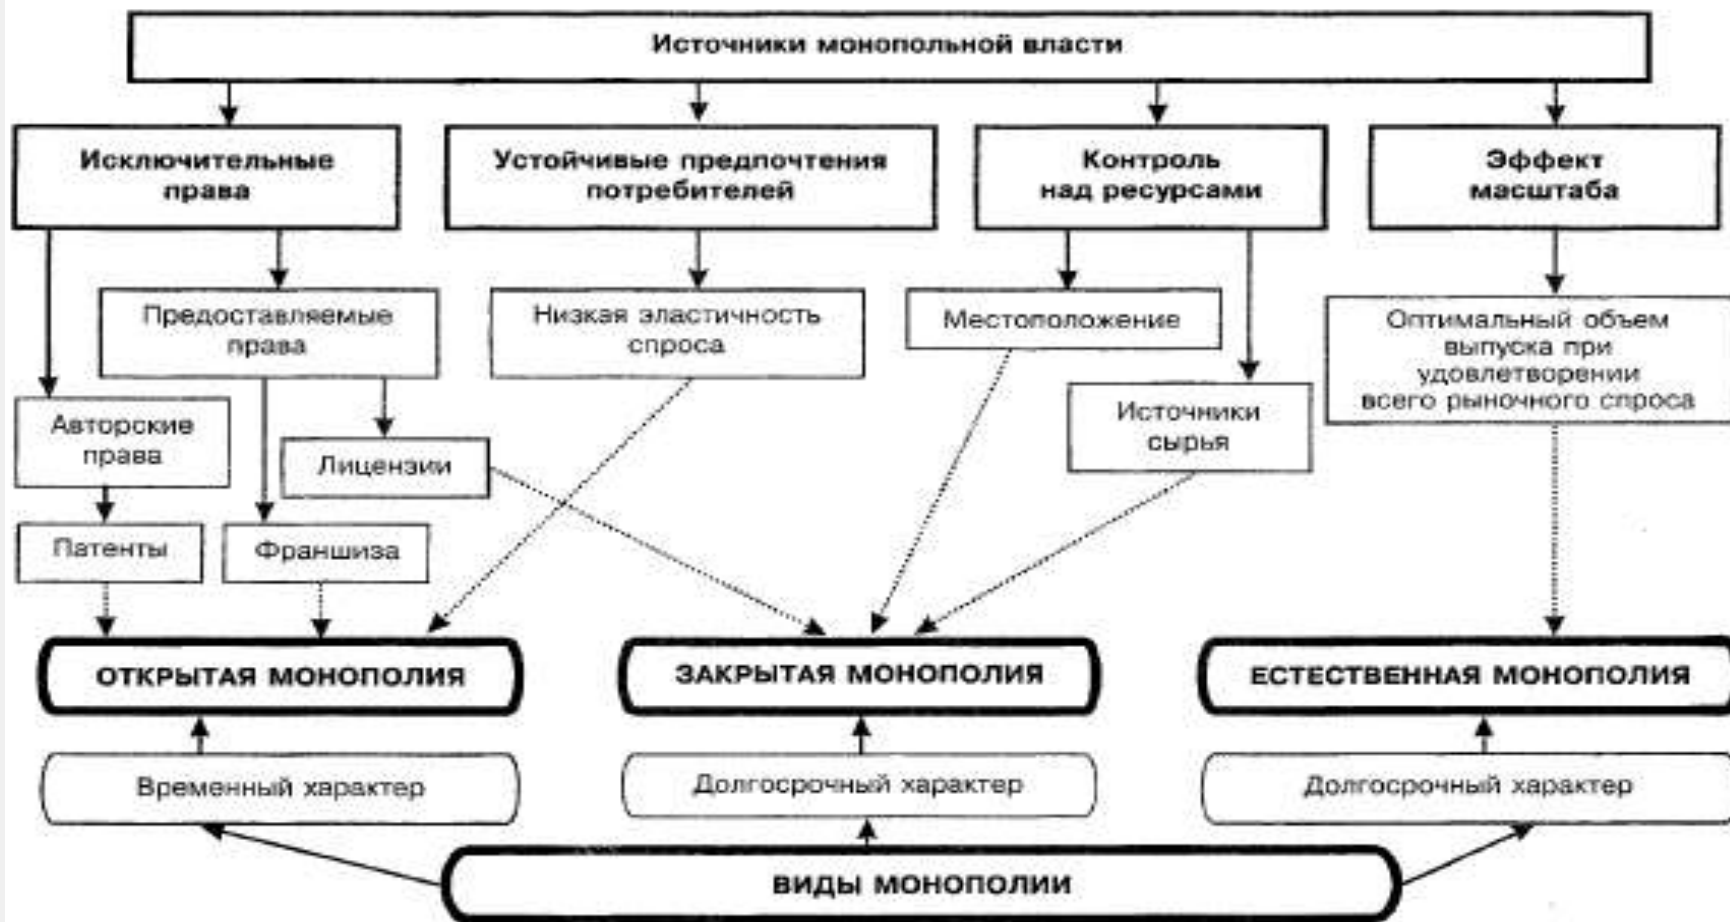 Источники монопольной власти
Исключительные
права
Устойчивые предпочтения
потребителей
Контроль
над ресурсами
Эффект
масштаба
Предоставляемые
права
Низкая эластичность
спроса
Местоположение
Оптимальный объем
выпуска при
удовлетворении
всего рыночного спроса
Авторские
права
Лицензии
Источники
сырья
Патенты
Франшиза
ОТКРЫТАЯ МОНОПОЛИЯ
ЗАКРЫТАЯ МОНОПОЛИЯ
ЕСТЕСТВЕННАЯ МОНОПОЛИЯ
Временный характер
Долгосрочный характер
Долгосрочный характер
ВИДЫ МОНОПОЛИИ